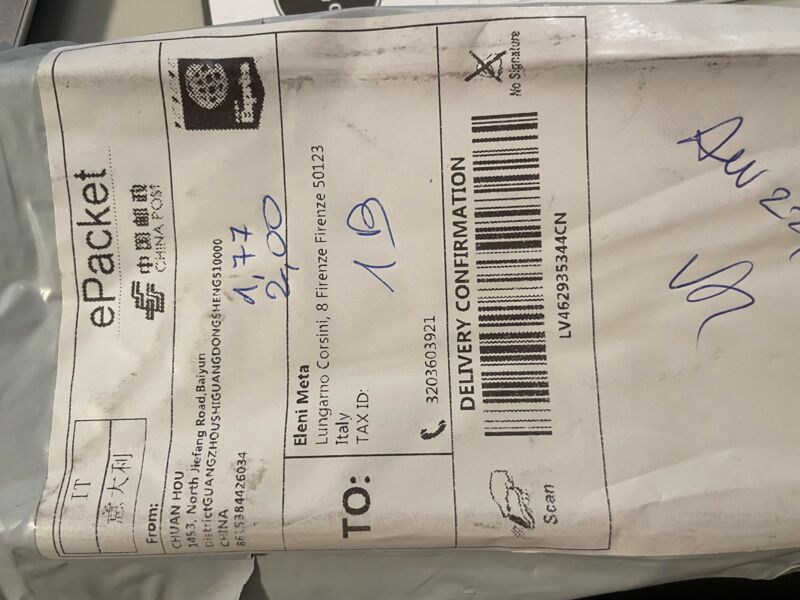 ePacket
中国邮政
CHINA POST
IT
意大利
From:
CHUAN HOU
1453, North Jiefang Road,Baiyun
DistrictGUANGZHOUSHIGUANGDONGSHENG510000
CHINA
8615384426034
1,77
2,00
TO:
Eleni Meta
Lungarno Corsini, 8 Firenze Firenze 50123
Italy
TAX ID:
3203603921
19
DELIVERY CONFIRMATION
Scan
LV462935344CN
No Signature